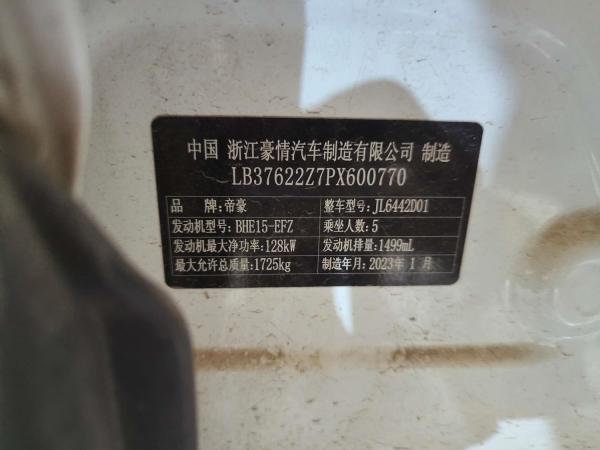 中国 浙江豪情汽车制造有限公司 制造
LB37622Z7PX600770
品 牌:帝豪 整车型号:JL6442D01
发动机型号:BHE15-EFZ 乘坐人数:5
发动机最大净功率:128kW 发动机排量:1499mL
最大允许总质量:1725kg 制造年月:2023年 1 月